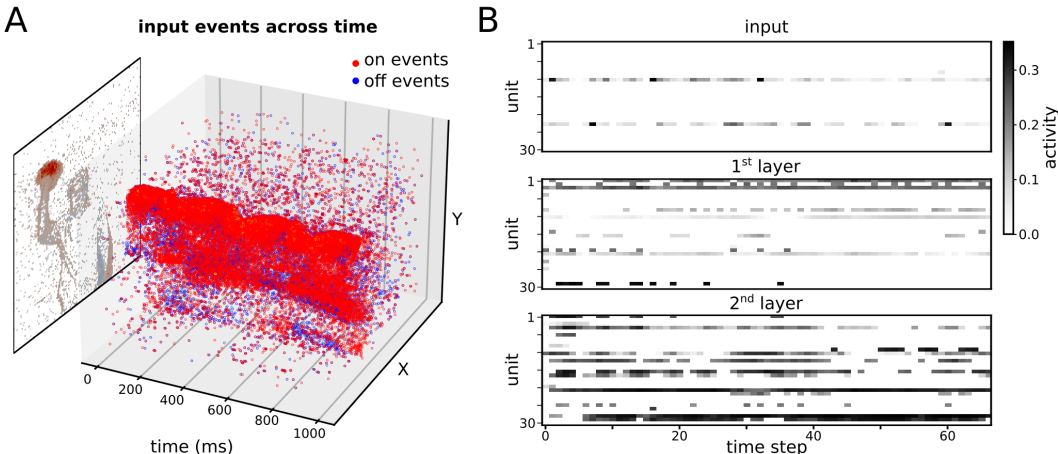 A
input events across time
on events
off events
Y
X
0
200
400
600
800
1000
time (ms)
B
input
1
unit
30
1st layer
1
unit
30
2nd layer
1
unit
30
0
20
40
60
time step
0.3
0.2
0.1
0.0
activity